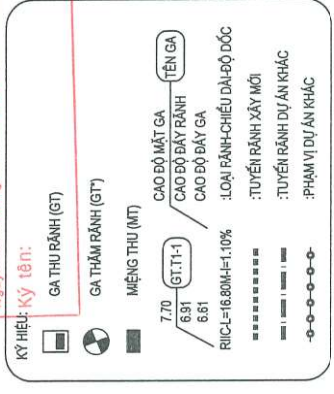 KÝ HIỆU: Ký tên:
GA THU RÃNH (GT)
GA THĂM RÃNH (GT*)
MIỆNG THU (MT)
7.70 CAO ĐỘ MẶT GA
6.91 GT.T1-1 CAO ĐỘ ĐÁY RÃNH TÊN GA
6.61 CAO ĐỘ ĐÁY GA
RIIC-L=16.80M-I=1.10% :LOẠI RÃNH-CHIỀU DÀI-ĐỘ DỐC
:TUYẾN RÃNH XÂY MỚI
:TUYẾN RÃNH DỰ ÁN KHÁC
:PHẠM VI DỰ ÁN KHÁC